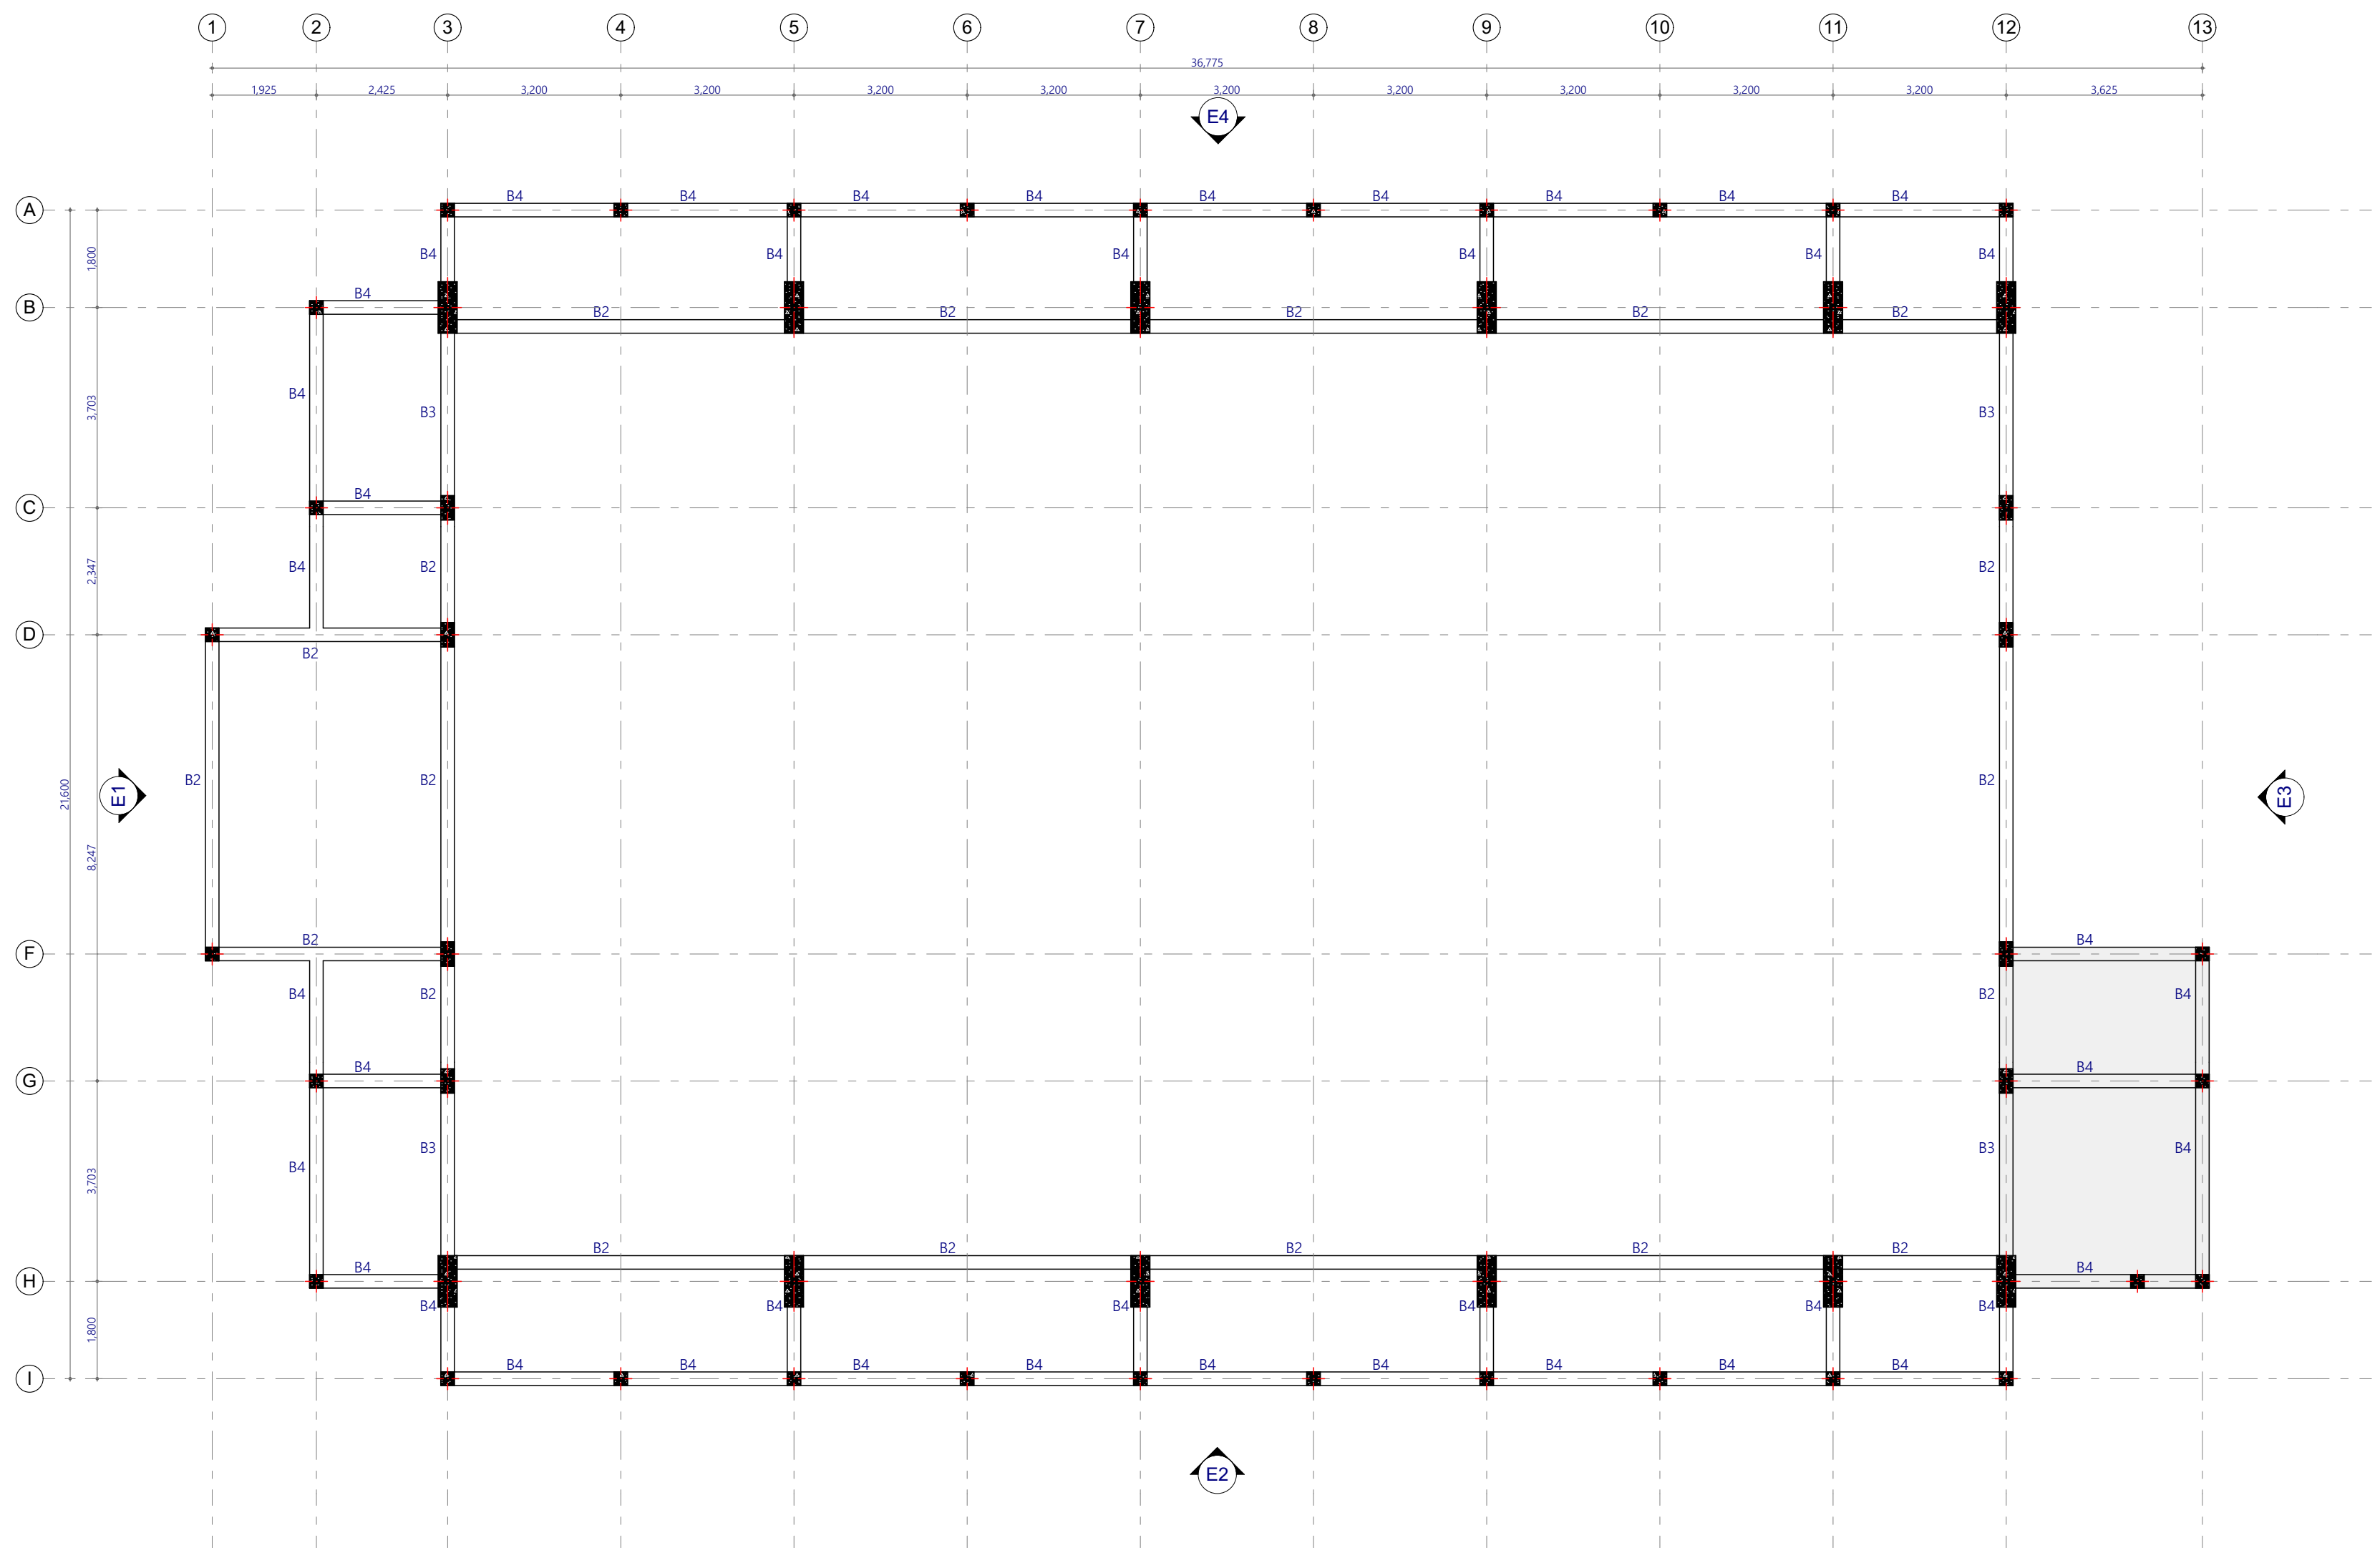 1 2 3 4 5 6 7 8 9 10 11 12 13
36,775
1,925 2,425 3,200 3,200 3,200 3,200 3,200 3,200 3,200 3,200 3,200 3,625
E4
B4 B4 B4 B4 B4 B4 B4 B4 B4
A
1,800 B4 B4 B4 B4 B4 B4
B4
B B2 B2 B2 B2 B2
3,703 B4 B3 B3
B4
C
2,347 B4 B2 B2
D
B2
21,600 E1 B2 B2 B2 E3
8,247
B2 B4
F
B4 B2 B2 B4
B4 B4
G
3,703 B4 B3 B3 B4
B2 B2 B2 B2 B2
B4 B4
H
B4 B4 B4 B4 B4 B4
1,800
B4 B4 B4 B4 B4 B4 B4 B4 B4
I
E2